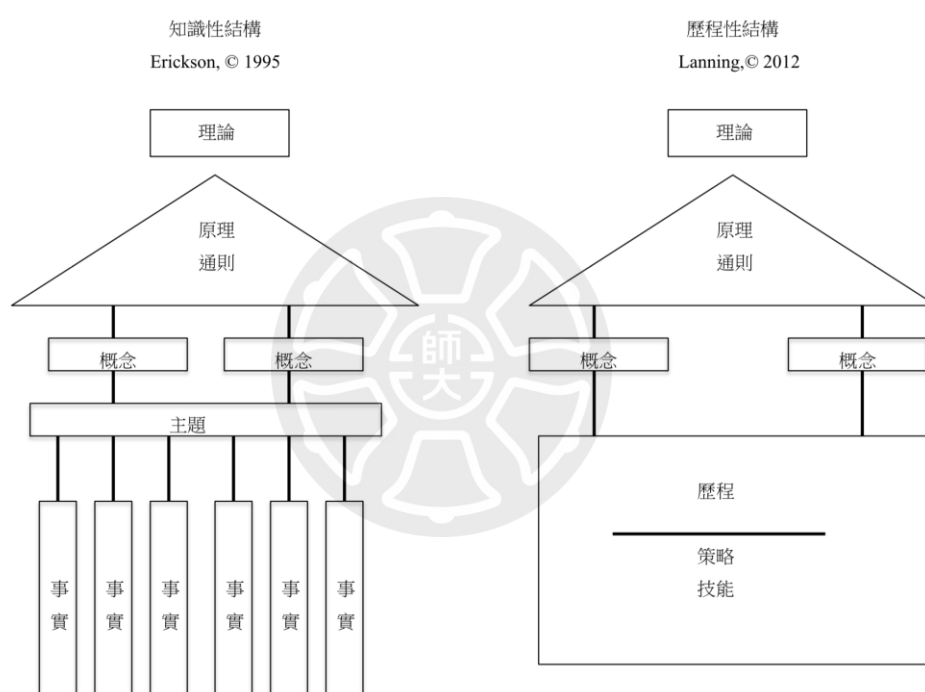 知識性結構
Erickson, © 1995
理論
原理
通則
概念
概念
主題
事實
事實
事實
事實
事實
事實
歷程性結構
Lanning,© 2012
理論
原理
通則
概念
概念
歷程
策略
技能
師大